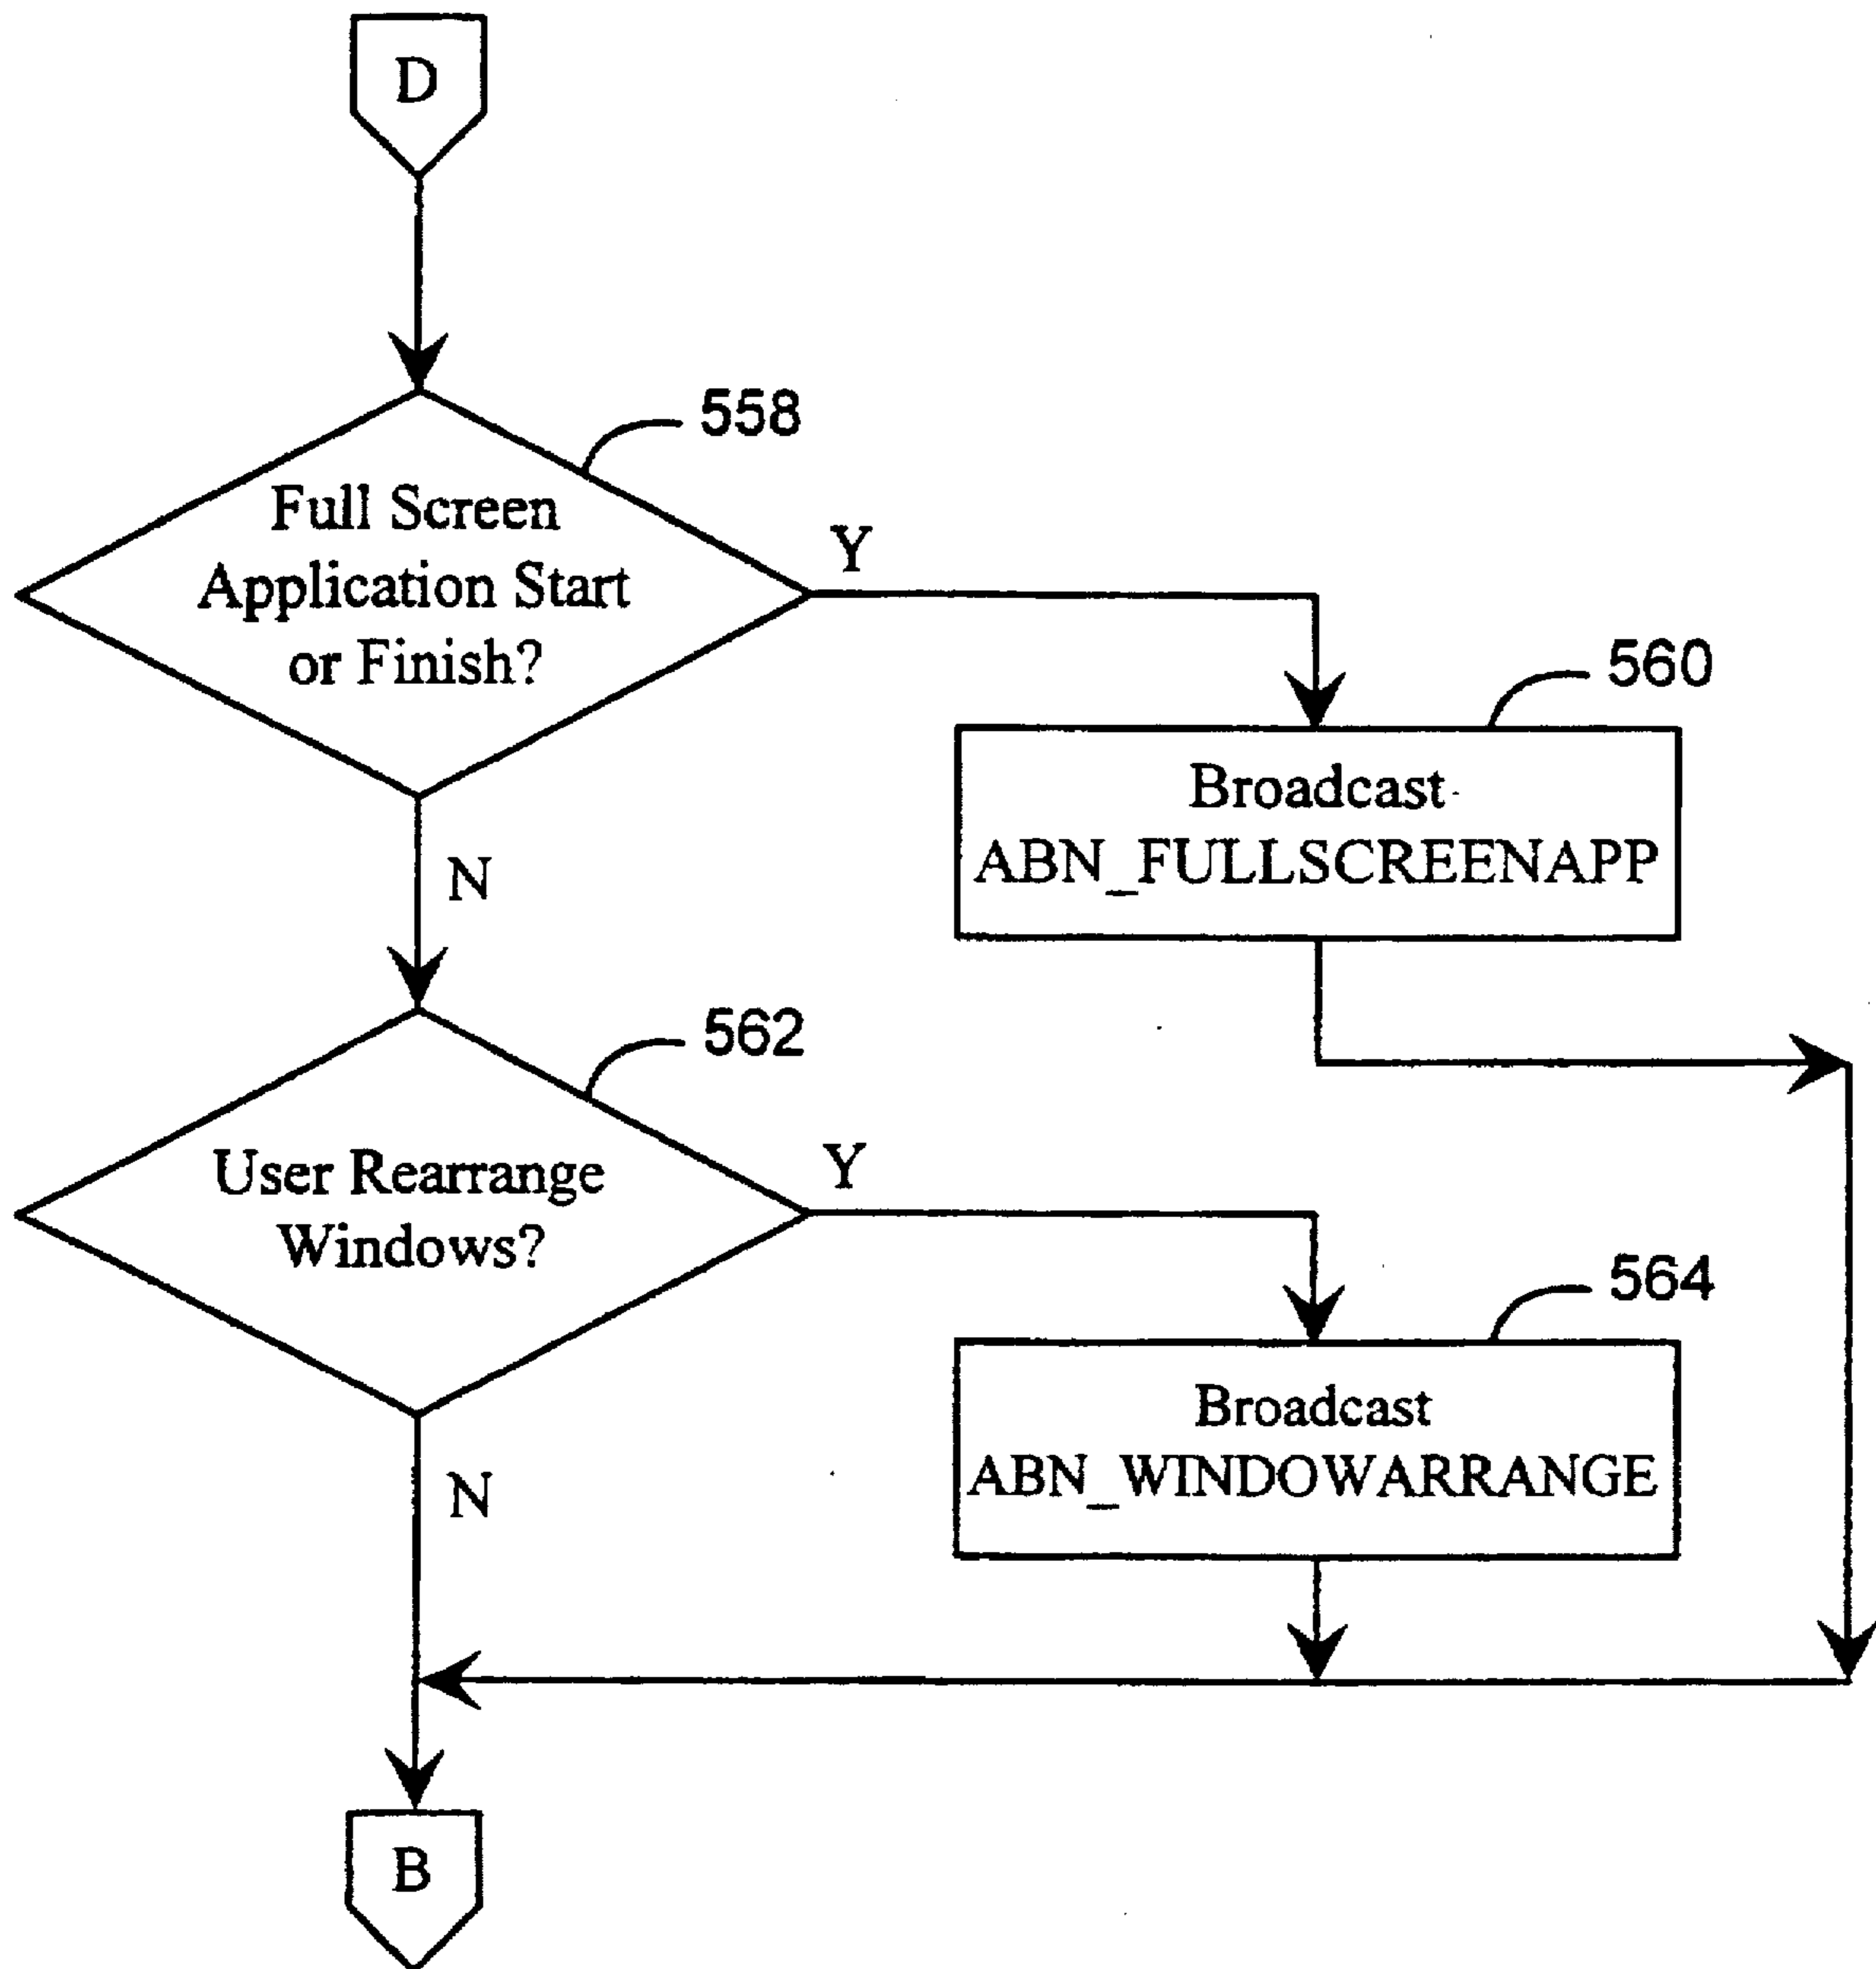 D
558
Full Screen
Application Start
or Finish?
Y
560
Broadcast
ABN_FULLSCREENAPP
N
562
User Rearrange
Windows?
Y
564
Broadcast
ABN_WINDOWARRANGE
N
B